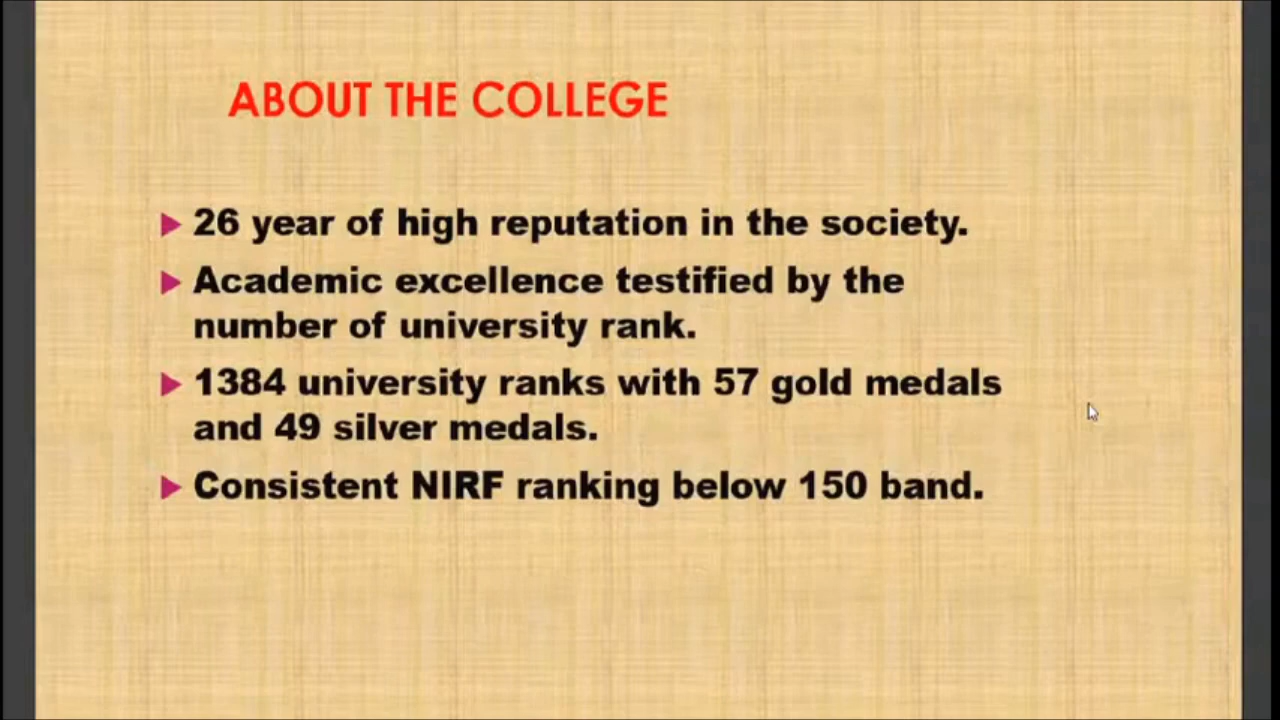 ABOUT THE COLLEGE
26 year of high reputation in the society.
Academic excellence testified by the
number of university rank.
1384 university ranks with 57 gold medals
and 49 silver medals.
Consistent NIRF ranking below 150 band.